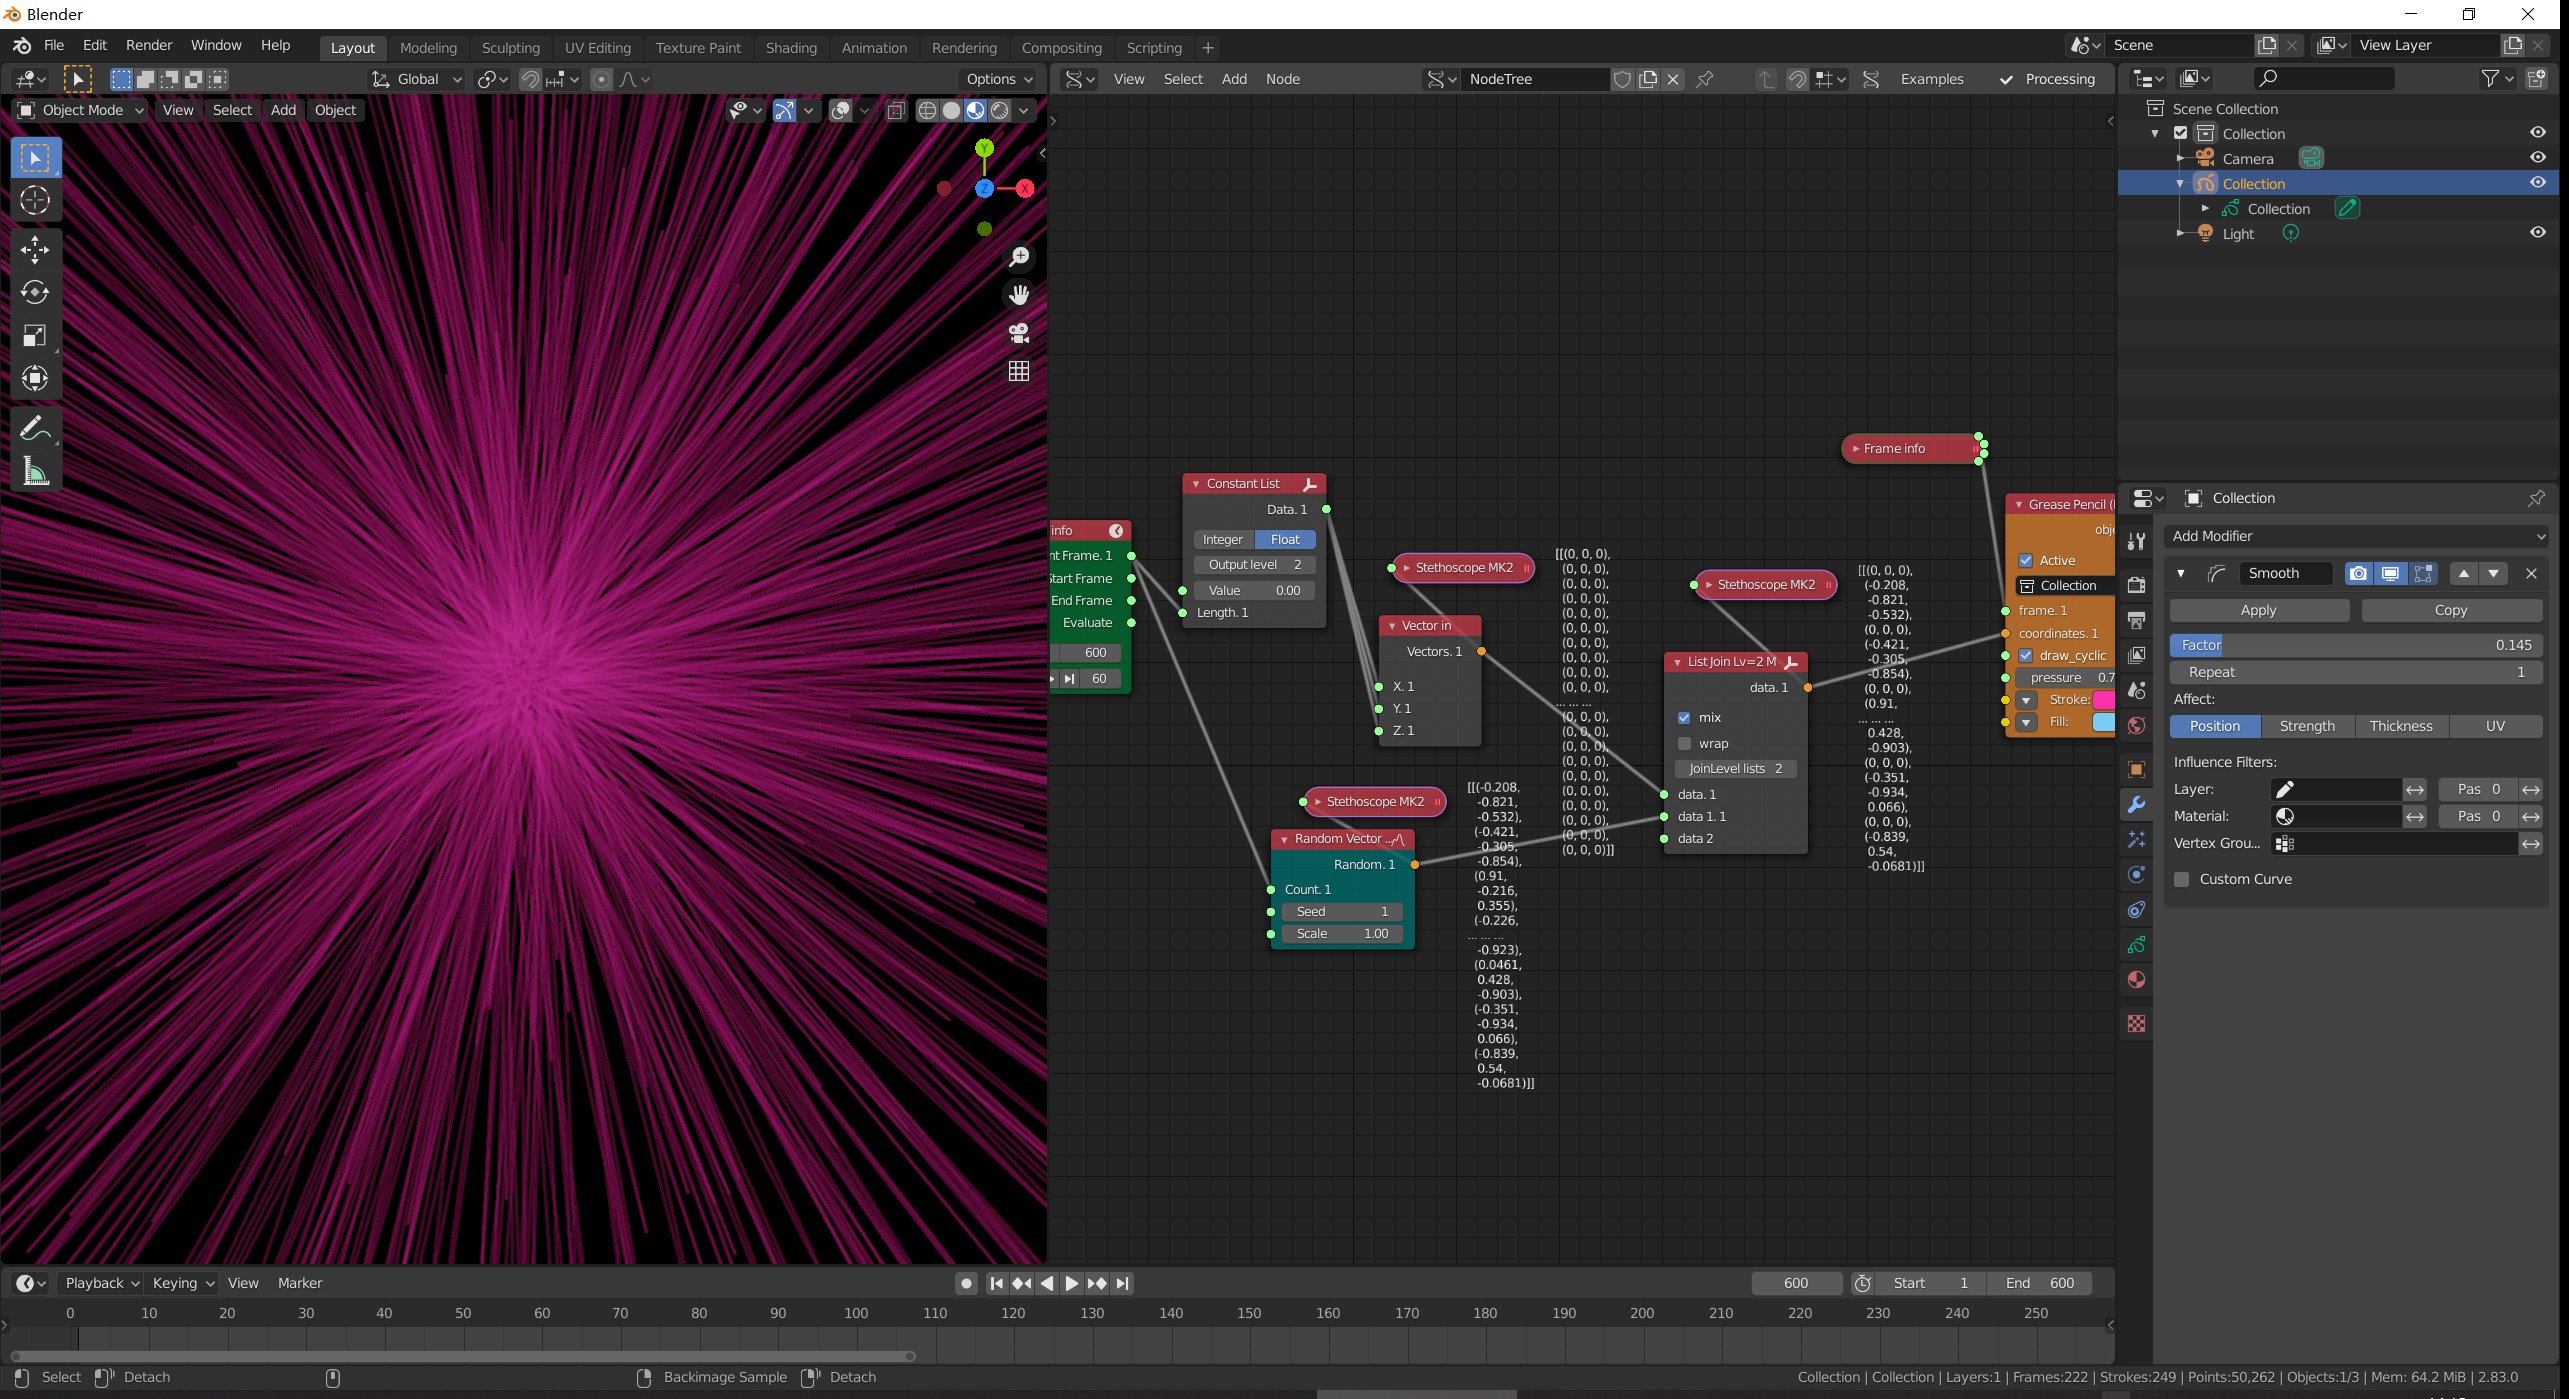 Blender
File Edit Render Window Help Layout Modeling Sculpting UV Editing Texture Paint Shading Animation Rendering Compositing Scripting + Scene View Layer
Global Options View Select Add Node NodeTree Examples Processing
Object Mode View Select Add Object
Y
Z
X
Scene Collection
Collection
Camera
Collection
Collection
Light
Frame info
Constant List
Data. 1
Integer Float
Output level 2
Value 0.00
Length. 1
info
nt Frame. 1
Start Frame
End Frame
Evaluate
600
60
Stethoscope MK2
Vector in
Vectors. 1
X. 1
Y. 1
Z. 1
[[(0, 0, 0),
(0, 0, 0),
(0, 0, 0),
(0, 0, 0),
(0, 0, 0),
(0, 0, 0),
(0, 0, 0),
(0, 0, 0),
(0, 0, 0),
(0, 0, 0),
... ... ...
(0, 0, 0),
(0, 0, 0),
(0, 0, 0),
(0, 0, 0),
(0, 0, 0),
(0, 0, 0),
(0, 0, 0),
(0, 0, 0),
(0, 0, 0),
(0, 0, 0)]]
Stethoscope MK2
Random Vector ..
Random. 1
Count. 1
Seed 1
Scale 1.00
[[(-0.208,
-0.821,
-0.532),
(-0.421,
-0.305,
-0.854),
(0.91,
-0.216,
0.355),
(-0.226,
... ... ...
-0.923),
(0.0461,
0.428,
-0.903),
(-0.351,
-0.934,
0.066),
(-0.839,
0.54,
-0.0681)]]
Stethoscope MK2
List Join Lv=2 M
data. 1
mix
wrap
JoinLevel lists 2
data. 1
data 1. 1
data 2
[[(0, 0, 0),
(-0.208,
-0.821,
-0.532),
(0, 0, 0),
(-0.421,
-0.305,
-0.854),
(0, 0, 0),
(0.91,
... ... ...
0.428,
-0.903),
(0, 0, 0),
(-0.351,
-0.934,
0.066),
(0, 0, 0),
(-0.839,
0.54,
-0.0681)]]
Grease Pencil (
obje
Active
Collection
frame. 1
coordinates. 1
draw_cyclic
pressure 0.7
Stroke:
Fill:
Collection
Add Modifier
Smooth
Apply Copy
Factor 0.145
Repeat 1
Affect:
Position Strength Thickness UV
Influence Filters:
Layer: Pas 0
Material: Pas 0
Vertex Grou...
Custom Curve
Playback Keying View Marker 600 Start 1 End 600
0 10 20 30 40 50 60 70 80 90 100 110 120 130 140 150 160 170 180 190 200 210 220 230 240 250
Select Detach Backimage Sample Detach Collection | Collection | Layers:1 | Frames:222 | Strokes:249 | Points:50,262 | Objects:1/3 | Mem: 64.2 MiB | 2.83.0